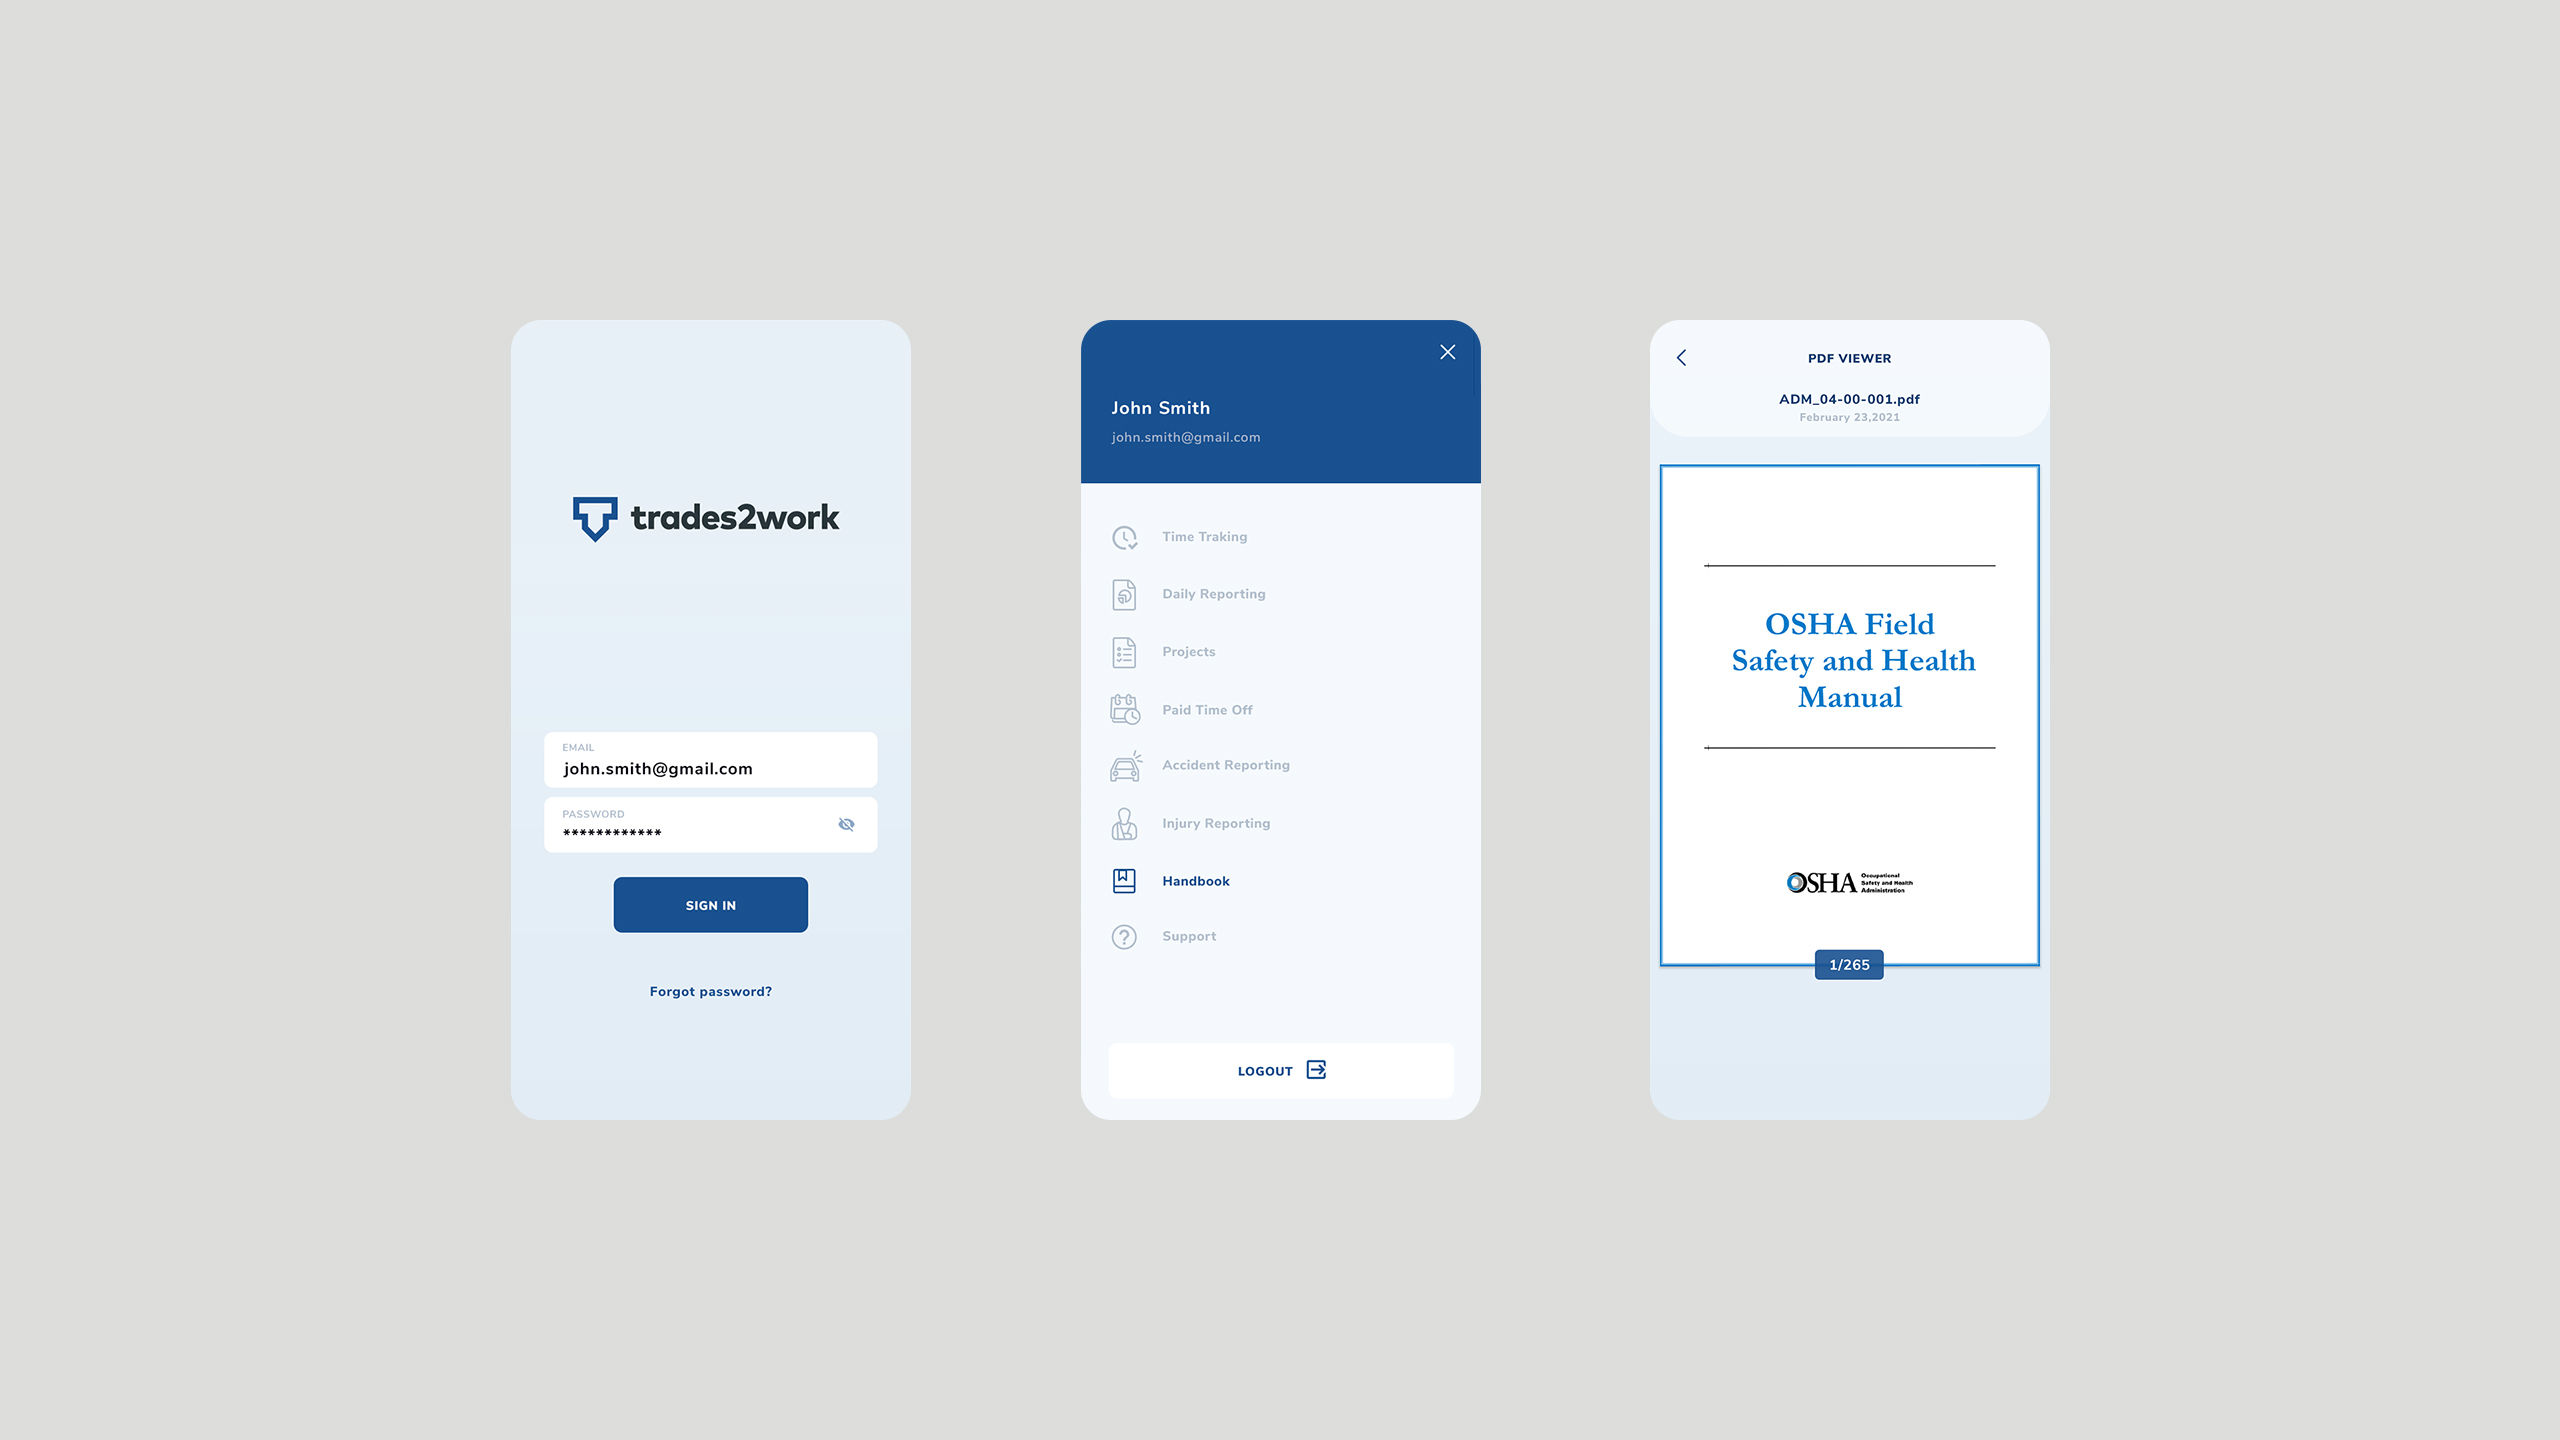 trades2work
EMAIL
john.smith@gmail.com
PASSWORD
************
SIGN IN
Forgot password?
John Smith
john.smith@gmail.com
Time Traking
Daily Reporting
Projects
Paid Time Off
Accident Reporting
Injury Reporting
Handbook
Support
LOGOUT
PDF VIEWER
ADM_04-00-001.pdf
February 23,2021
OSHA Field
Safety and Health
Manual
OSHA
Occupational
Safety and Health
Administration
1/265